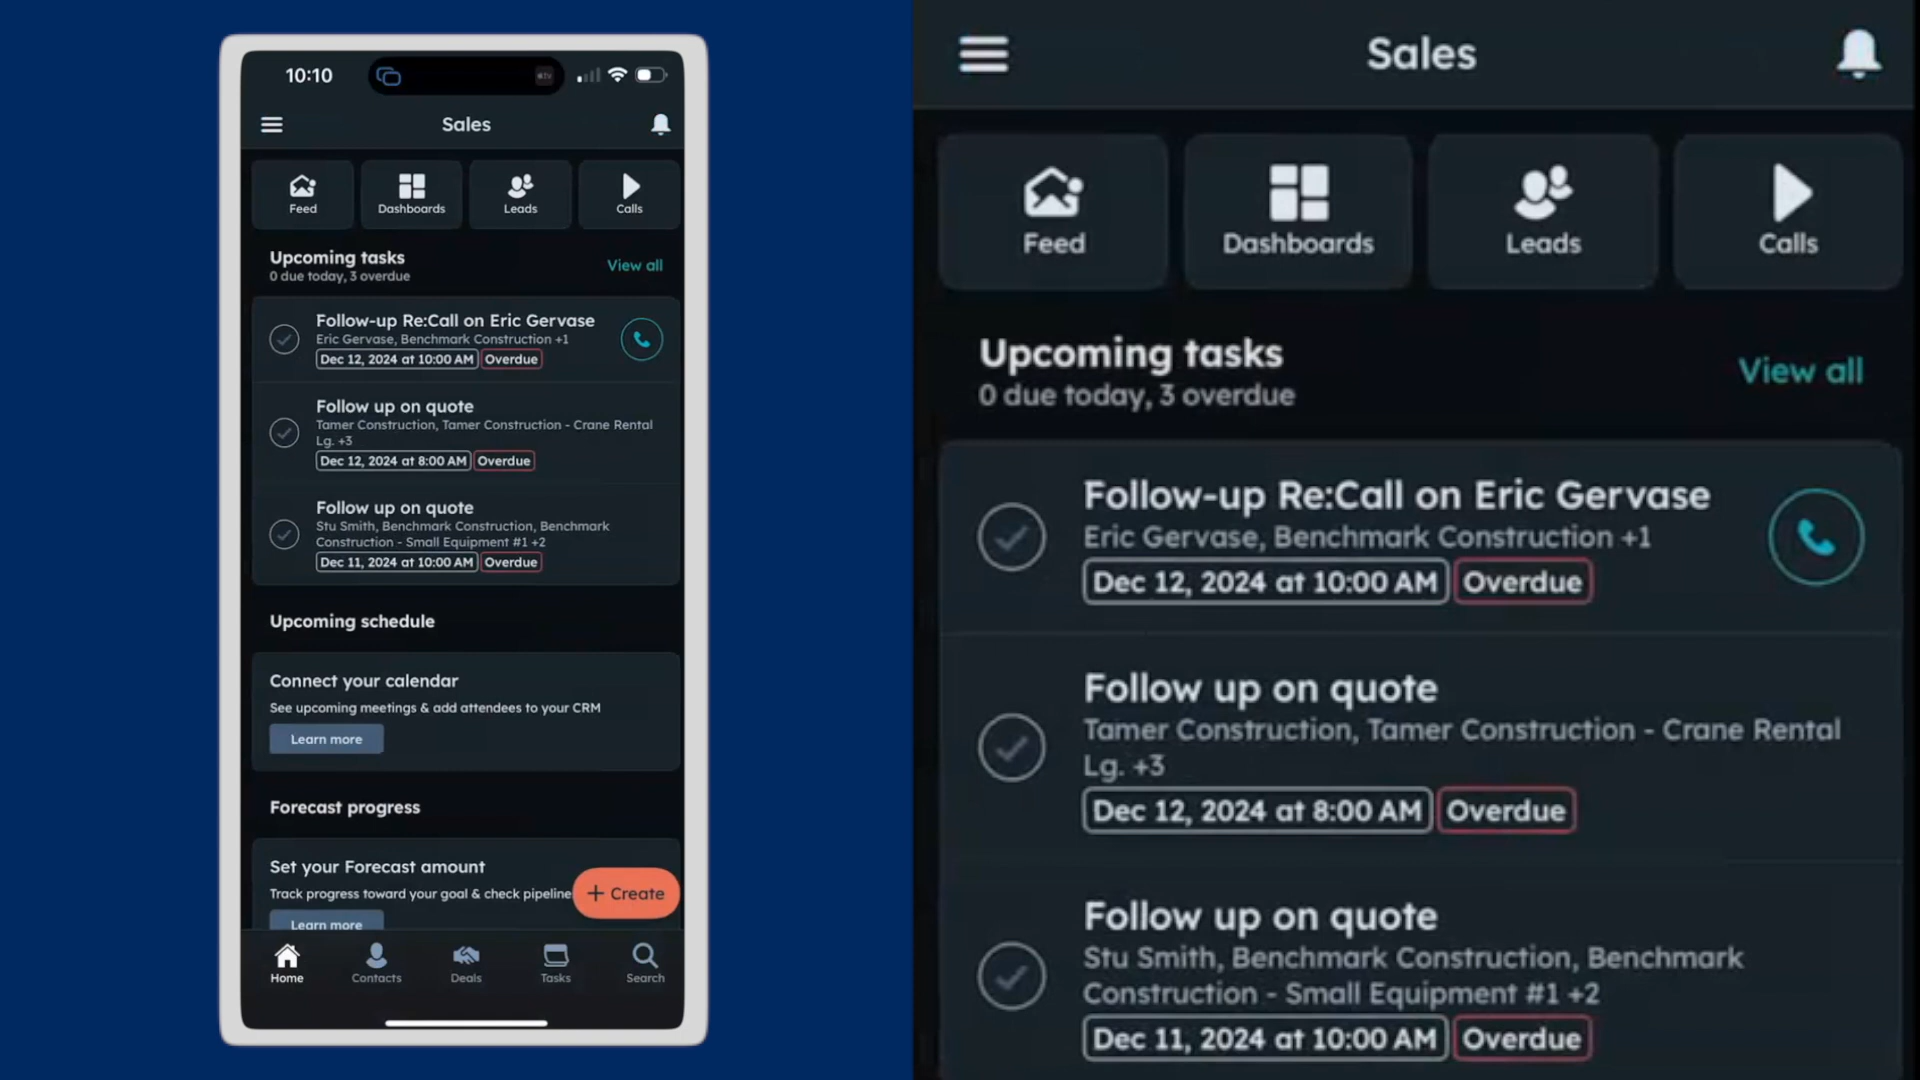 10:10
Sales
Feed
Dashboards
Leads
Calls
Upcoming tasks
View all
0 due today, 3 overdue
Follow-up Re:Call on Eric Gervase
Eric Gervase, Benchmark Construction +1
Dec 12, 2024 at 10:00 AM Overdue
Follow up on quote
Tamer Construction, Tamer Construction - Crane Rental
Lg. +3
Dec 12, 2024 at 8:00 AM Overdue
Follow up on quote
Stu Smith, Benchmark Construction, Benchmark
Construction - Small Equipment #1 +2
Dec 11, 2024 at 10:00 AM Overdue
Upcoming schedule
Connect your calendar
See upcoming meetings & add attendees to your CRM
Learn more
Forecast progress
Set your Forecast amount
Track progress toward your goal & check pipeline
+ Create
Learn more
Home
Contacts
Deals
Tasks
Search
Sales
Feed
Dashboards
Leads
Calls
Upcoming tasks
View all
0 due today, 3 overdue
Follow-up Re:Call on Eric Gervase
Eric Gervase, Benchmark Construction +1
Dec 12, 2024 at 10:00 AM Overdue
Follow up on quote
Tamer Construction, Tamer Construction - Crane Rental
Lg. +3
Dec 12, 2024 at 8:00 AM Overdue
Follow up on quote
Stu Smith, Benchmark Construction, Benchmark
Construction - Small Equipment #1 +2
Dec 11, 2024 at 10:00 AM Overdue